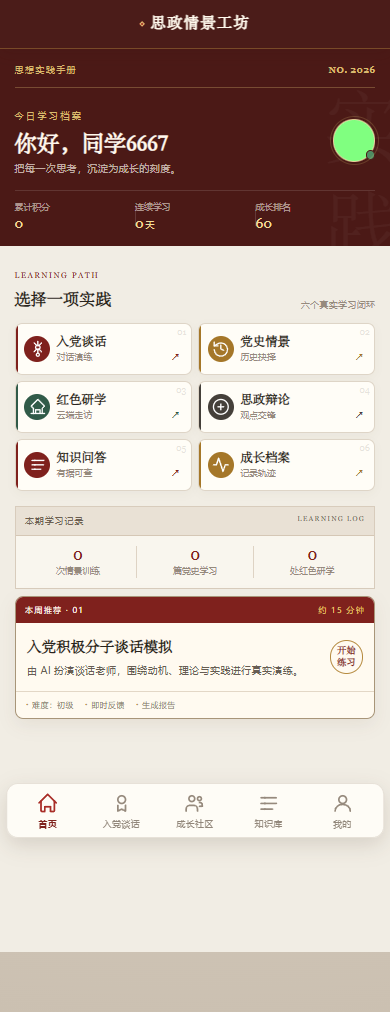 思政情景工坊
思想实践手册
NO. 2026
今日学习档案
你好，同学6667
把每一次思考，沉淀为成长的刻度。
实践
累计积分
连续学习
成长排名
0
0天
60
LEARNING PATH
选择一项实践
六个真实学习闭环
01
入党谈话
对话演练
↗
02
党史情景
历史抉择
↗
03
红色研学
云端走访
↗
04
思政辩论
观点交锋
↗
05
知识问答
有据可查
↗
06
成长档案
记录轨迹
↗
本期学习记录
LEARNING LOG
0
0
0
次情景训练
篇党史学习
处红色研学
本周推荐 · 01
约 15 分钟
入党积极分子谈话模拟
由 AI 扮演谈话老师，围绕动机、理论与实践进行真实演练。
开始
练习
· 难度：初级 · 即时反馈 · 生成报告
首页
入党谈话
成长社区
知识库
我的